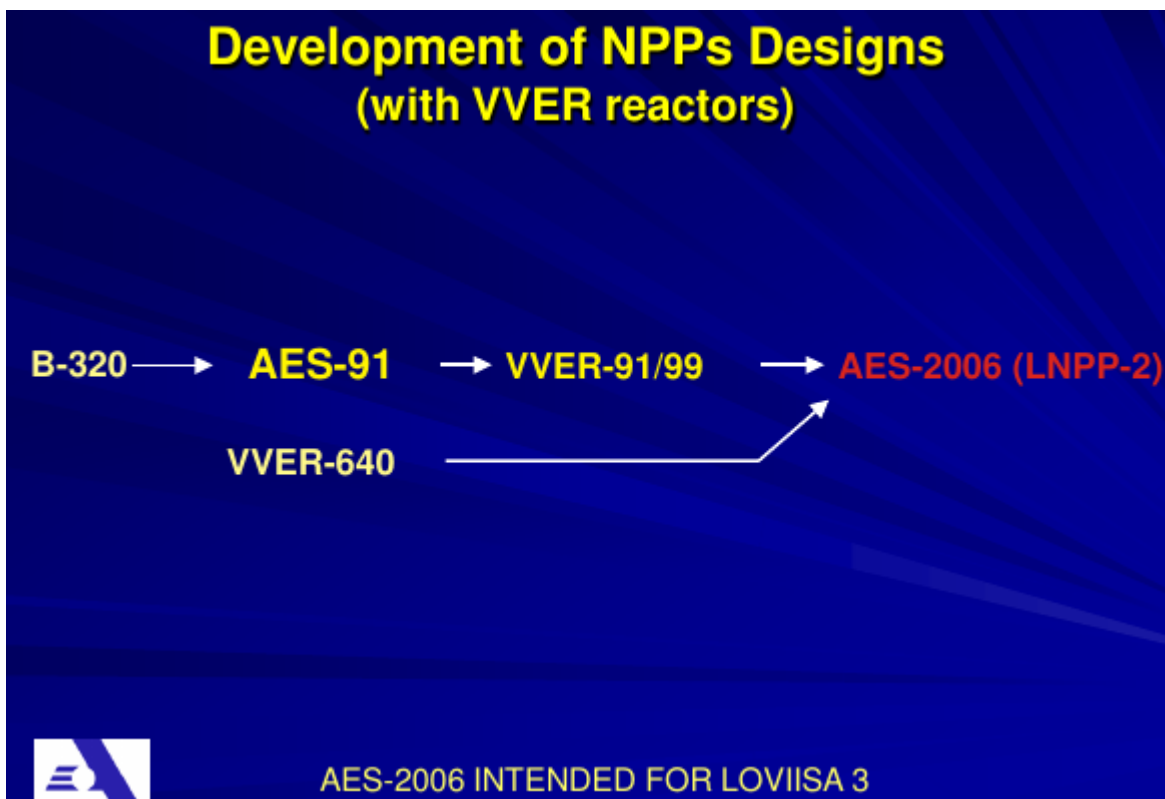 Development of NPPs Designs
(with VVER reactors)
B-320 AES-91 VVER-91/99 AES-2006 (LNPP-2)
VVER-640
AES-2006 INTENDED FOR LOVIISA 3